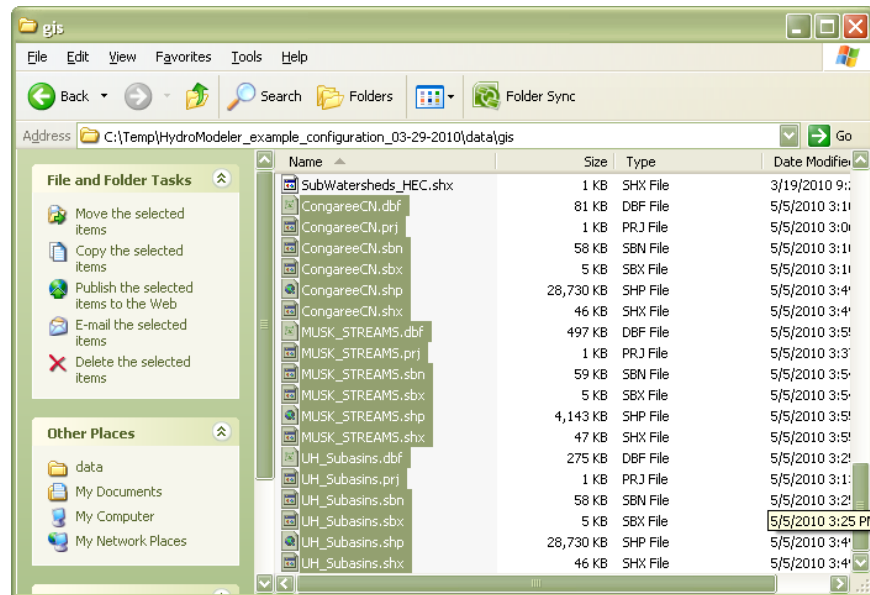 gis
File Edit View Favorites Tools Help
Back Search Folders Folder Sync
Address C:\Temp\HydroModeler_example_configuration_03-29-2010\data\gis Go
File and Folder Tasks
Move the selected
items
Copy the selected
items
Publish the selected
items to the Web
E-mail the selected
items
Delete the selected
items
Other Places
data
My Documents
My Computer
My Network Places
Name Size Type Date Modifie
SubWatersheds_HEC.shx 1 KB SHX File 3/19/2010 9:
CongareeCN.dbf 81 KB DBF File 5/5/2010 3:1
CongareeCN.prj 1 KB PRJ File 5/5/2010 3:0
CongareeCN.sbn 58 KB SBN File 5/5/2010 3:1
CongareeCN.sbx 5 KB SBX File 5/5/2010 3:1
CongareeCN.shp 28,730 KB SHP File 5/5/2010 3:4
CongareeCN.shx 46 KB SHX File 5/5/2010 3:4
MUSK_STREAMS.dbf 497 KB DBF File 5/5/2010 3:5
MUSK_STREAMS.prj 1 KB PRJ File 5/5/2010 3:3
MUSK_STREAMS.sbn 59 KB SBN File 5/5/2010 3:5
MUSK_STREAMS.sbx 5 KB SBX File 5/5/2010 3:5
MUSK_STREAMS.shp 4,143 KB SHP File 5/5/2010 3:5
MUSK_STREAMS.shx 47 KB SHX File 5/5/2010 3:5
UH_Subasins.dbf 275 KB DBF File 5/5/2010 3:2
UH_Subasins.prj 1 KB PRJ File 5/5/2010 3:1
UH_Subasins.sbn 58 KB SBN File 5/5/2010 3:2
UH_Subasins.sbx 5 KB SBX File 5/5/2010 3:25 P
UH_Subasins.shp 28,730 KB SHP File 5/5/2010 3:4
UH_Subasins.shx 46 KB SHX File 5/5/2010 3:4